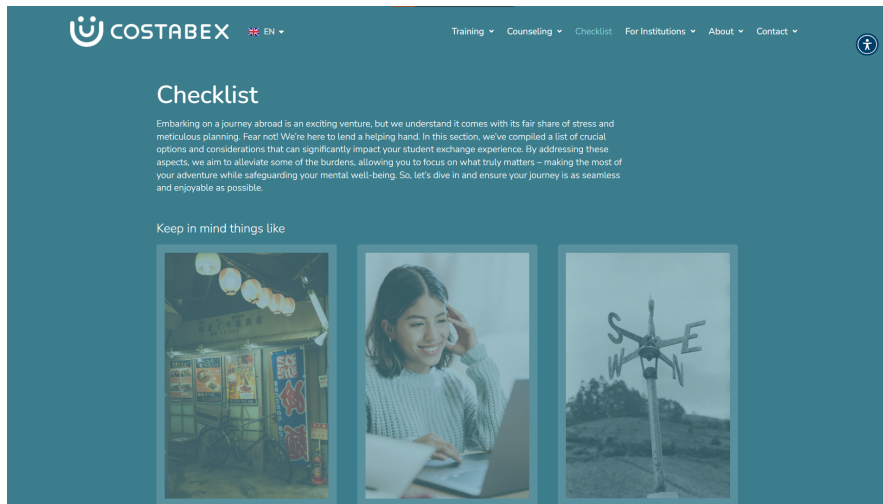 COSTABEX
EN
Training
Counseling
Checklist
For Institutions
About
Contact
Checklist
Embarking on a journey abroad is an exciting venture, but we understand it comes with its fair share of stress and
meticulous planning. Fear not! We’re here to lend a helping hand. In this section, we’ve compiled a list of crucial
options and considerations that can significantly impact your student exchange experience. By addressing these
aspects, we aim to alleviate some of the burdens, allowing you to focus on what truly matters – making the most of
your adventure while safeguarding your mental well-being. So, let’s dive in and ensure your journey is as seamless
and enjoyable as possible.
Keep in mind things like
S
E
W
N